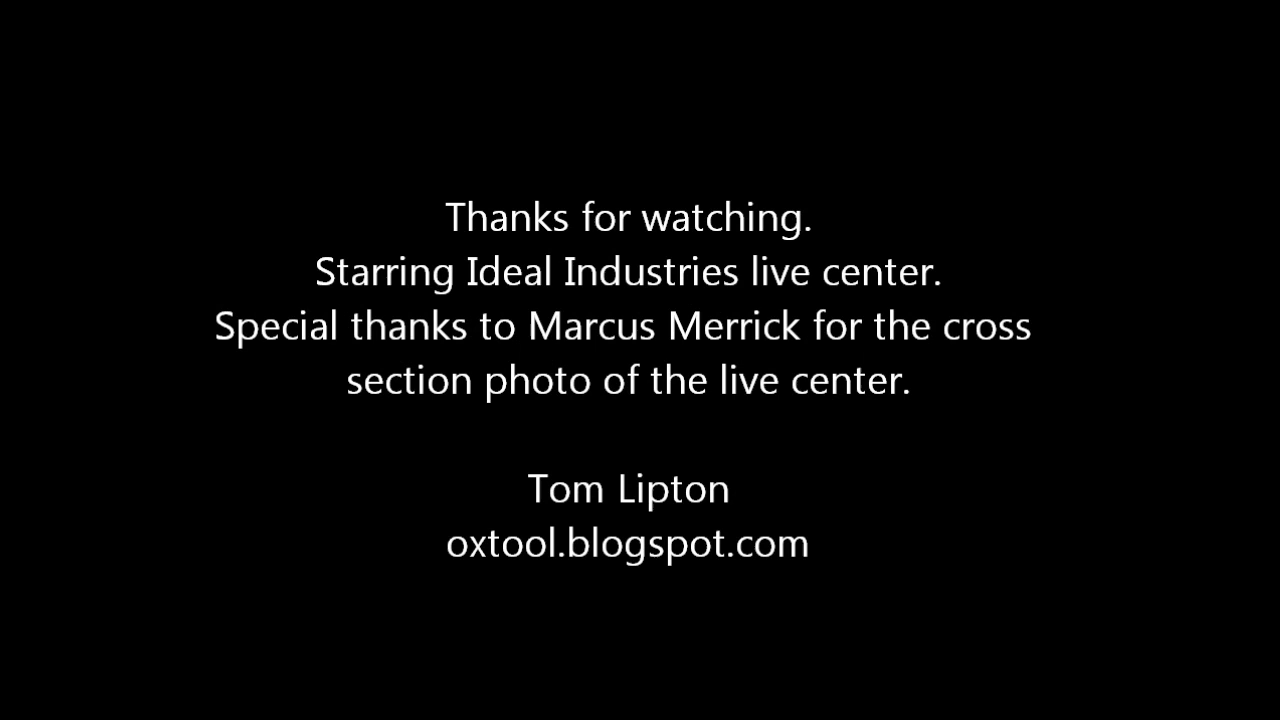 Thanks for watching.
Starring Ideal Industries live center.
Special thanks to Marcus Merrick for the cross
section photo of the live center.
Tom Lipton
oxtool.blogspot.com